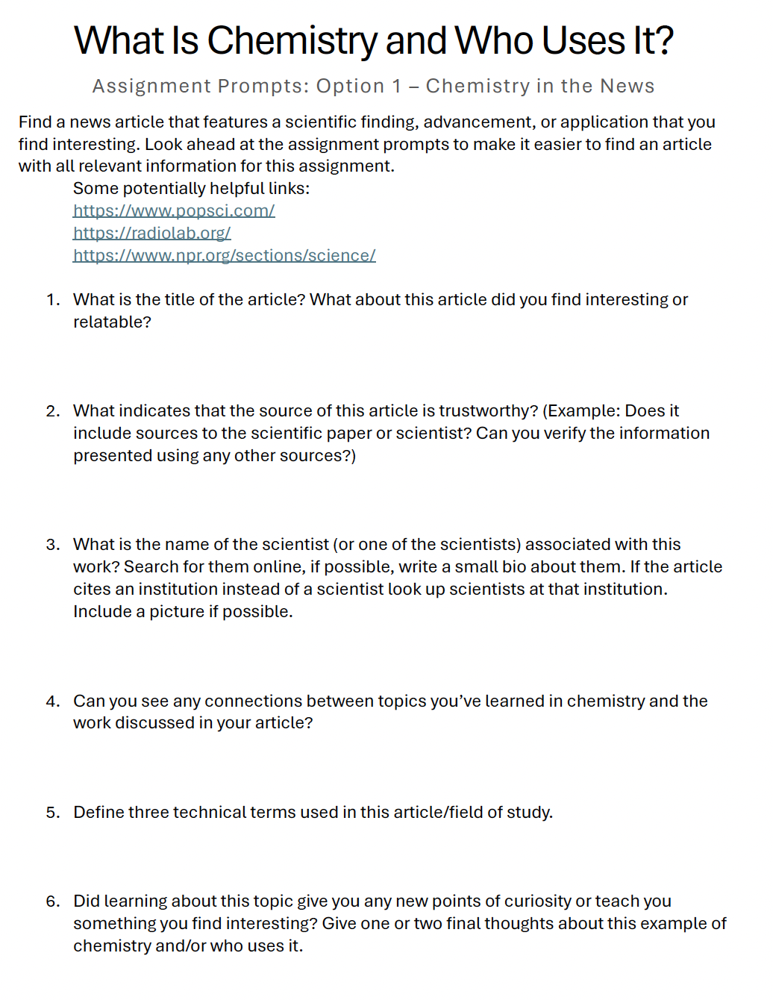 What Is Chemistry and Who Uses It?
Assignment Prompts: Option 1 – Chemistry in the News
Find a news article that features a scientific finding, advancement, or application that you
find interesting. Look ahead at the assignment prompts to make it easier to find an article
with all relevant information for this assignment.
Some potentially helpful links:
https://www.popsci.com/
https://radiolab.org/
https://www.npr.org/sections/science/
1. What is the title of the article? What about this article did you find interesting or
relatable?
2. What indicates that the source of this article is trustworthy? (Example: Does it
include sources to the scientific paper or scientist? Can you verify the information
presented using any other sources?)
3. What is the name of the scientist (or one of the scientists) associated with this
work? Search for them online, if possible, write a small bio about them. If the article
cites an institution instead of a scientist look up scientists at that institution.
Include a picture if possible.
4. Can you see any connections between topics you’ve learned in chemistry and the
work discussed in your article?
5. Define three technical terms used in this article/field of study.
6. Did learning about this topic give you any new points of curiosity or teach you
something you find interesting? Give one or two final thoughts about this example of
chemistry and/or who uses it.